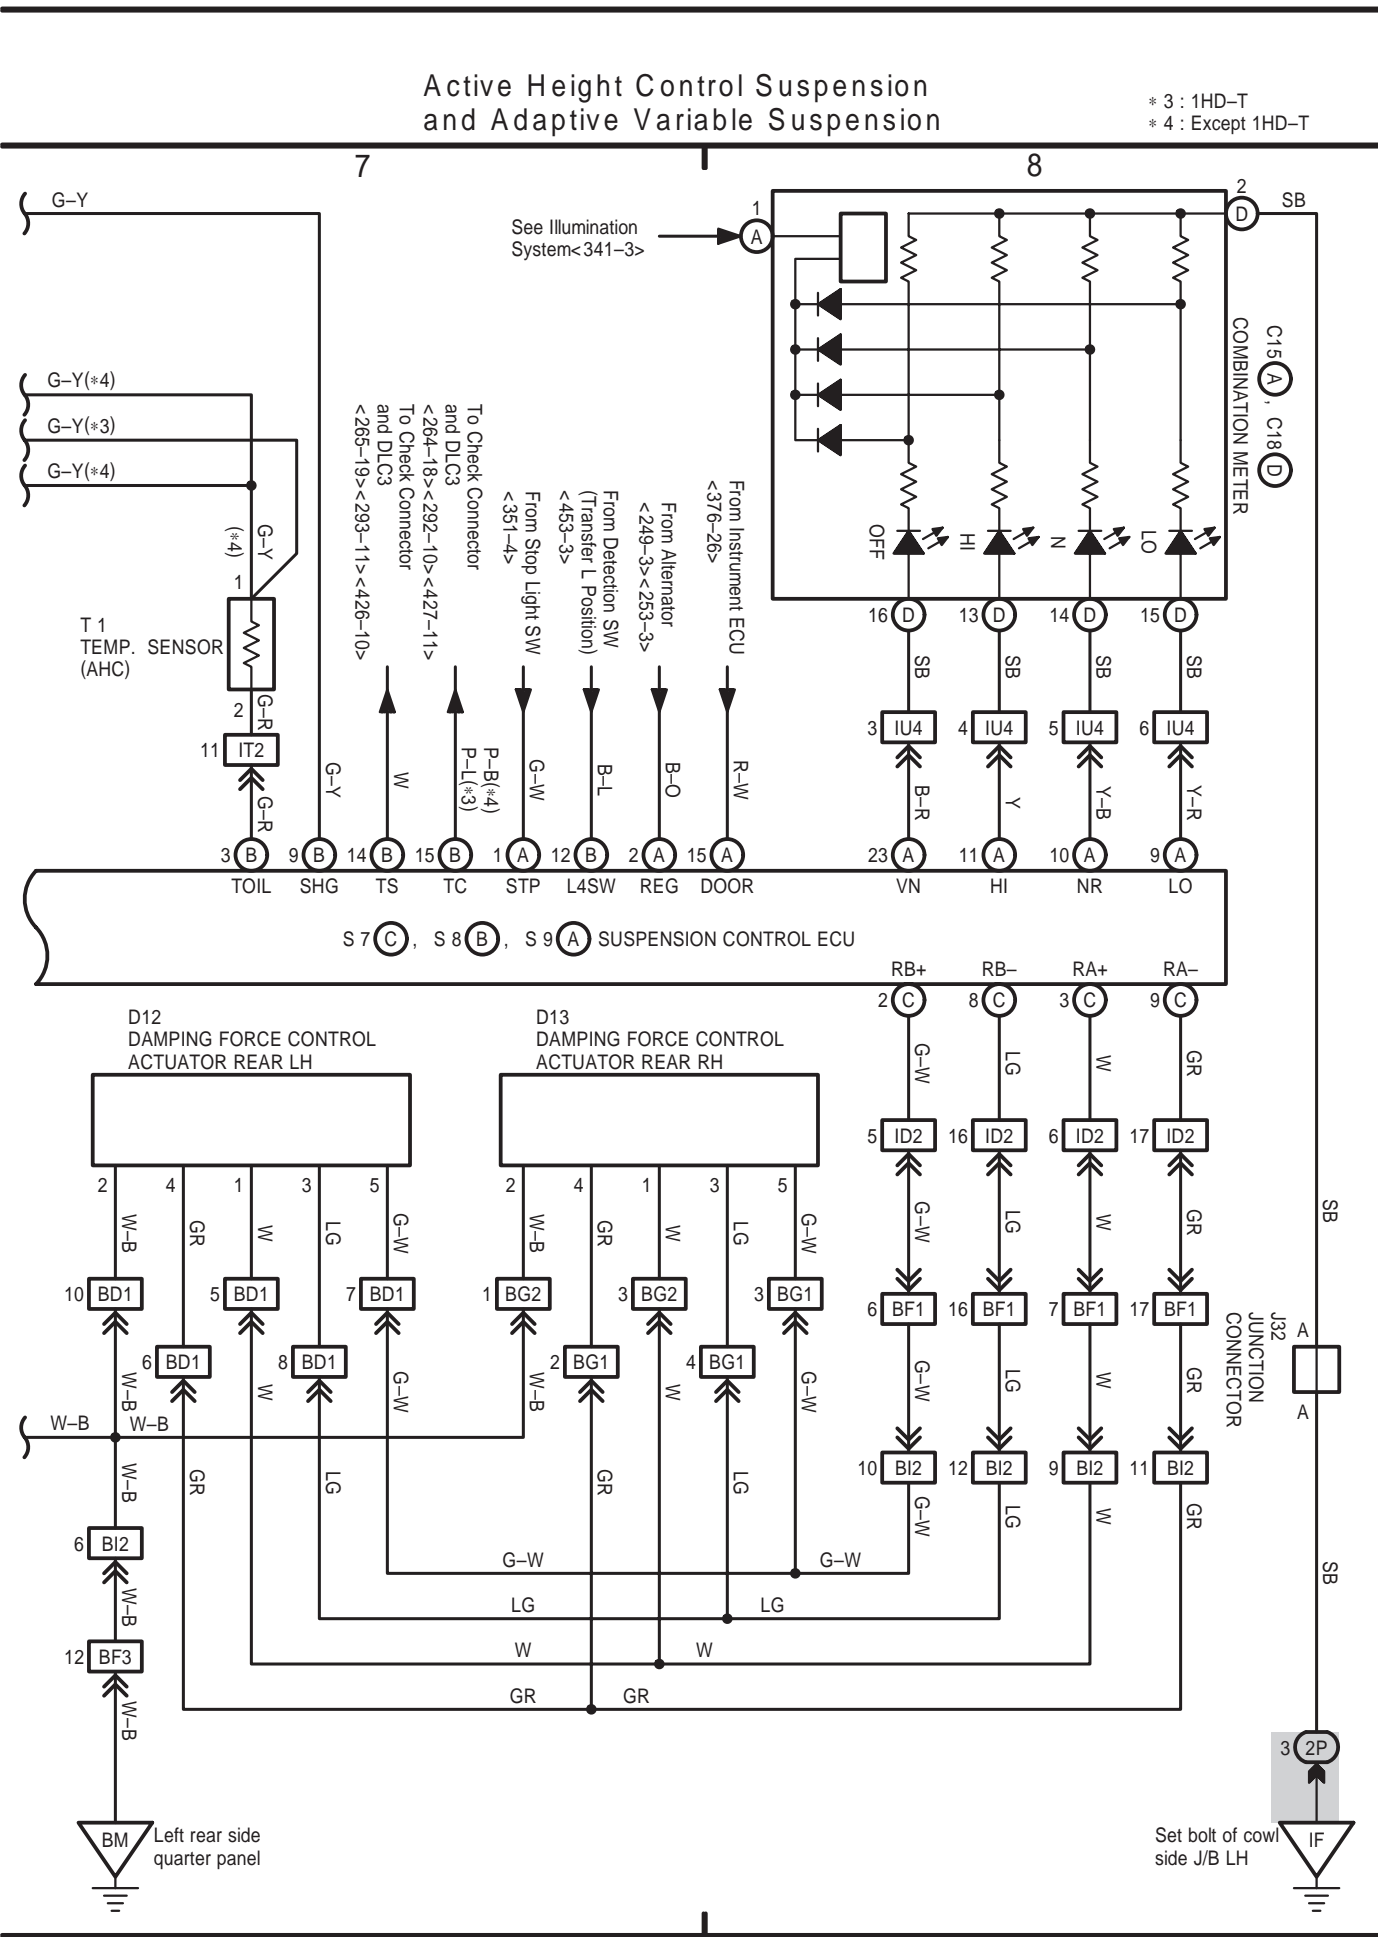 Active Height Control Suspension
and Adaptive Variable Suspension
∗ 3 : 1HD–T
∗ 4 : Except 1HD–T
7
8
G–Y
See Illumination
System<341–3>
1
A
2
D
SB
C15 A , C18 D
COMBINATION METER
G–Y(∗4)
G–Y(∗3)
G–Y(∗4)
G–Y
(∗4)
To Check Connector
and DLC3
<265–19><293–11><426–10>
To Check Connector
and DLC3
<264–18><292–10><427–11>
From Stop Light SW
<351–4>
From Detection SW
(Transfer L Position)
<453–3>
From Alternator
<249–3><253–3>
From Instrument ECU
<376–26>
OFF
HI
N
LO
1
T 1
TEMP. SENSOR
(AHC)
2
G–R
11 IT2
G–R
G–Y
W
P–L(∗3)
P–B(∗4)
G–W
B–L
B–O
R–W
16 D
13 D
14 D
15 D
SB
SB
SB
SB
3 IU4
4 IU4
5 IU4
6 IU4
B–R
Y
Y–B
Y–R
3 B
9 B
14 B
15 B
1 A
12 B
2 A
15 A
23 A
11 A
10 A
9 A
TOIL
SHG
TS
TC
STP
L4SW
REG
DOOR
VN
HI
NR
LO
S 7 C , S 8 B , S 9 A SUSPENSION CONTROL ECU
RB+
RB–
RA+
RA–
2 C
8 C
3 C
9 C
D12
DAMPING FORCE CONTROL
ACTUATOR REAR LH
D13
DAMPING FORCE CONTROL
ACTUATOR REAR RH
G–W
LG
W
GR
5 ID2
16 ID2
6 ID2
17 ID2
2
4
1
3
5
2
4
1
3
5
W–B
GR
W
LG
G–W
W–B
GR
W
LG
G–W
G–W
LG
W
GR
SB
10 BD1
5 BD1
7 BD1
1 BG2
3 BG2
3 BG1
6 BF1
16 BF1
7 BF1
17 BF1
J32
JUNCTION
CONNECTOR
A
A
6 BD1
8 BD1
2 BG1
4 BG1
W–B
W
G–W
W–B
W
G–W
G–W
LG
W
GR
W–B
W–B
10 BI2
12 BI2
9 BI2
11 BI2
W–B
GR
LG
GR
LG
G–W
LG
W
GR
6 BI2
G–W
G–W
SB
W–B
LG
LG
12 BF3
W
W
W–B
GR
GR
3 2P
BM
Left rear side
quarter panel
Set bolt of cowl
side J/B LH
IF